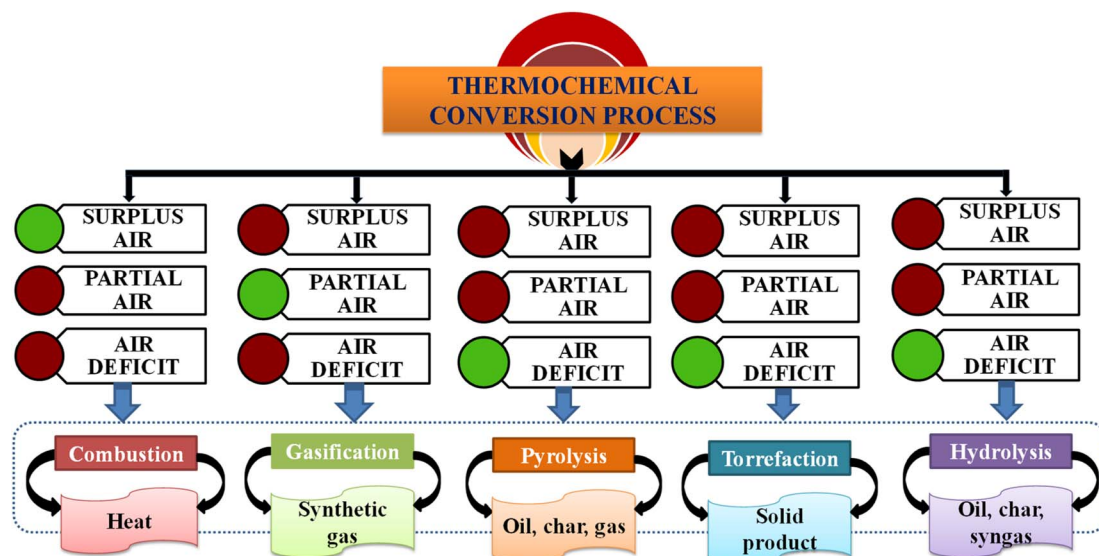 THERMOCHEMICAL
CONVERSION PROCESS
SURPLUS
AIR
PARTIAL
AIR
AIR
DEFICIT
Combustion
Heat
SURPLUS
AIR
PARTIAL
AIR
AIR
DEFICIT
Gasification
Synthetic
gas
SURPLUS
AIR
PARTIAL
AIR
AIR
DEFICIT
Pyrolysis
Oil, char, gas
SURPLUS
AIR
PARTIAL
AIR
AIR
DEFICIT
Torrefaction
Solid
product
SURPLUS
AIR
PARTIAL
AIR
AIR
DEFICIT
Hydrolysis
Oil, char,
syngas